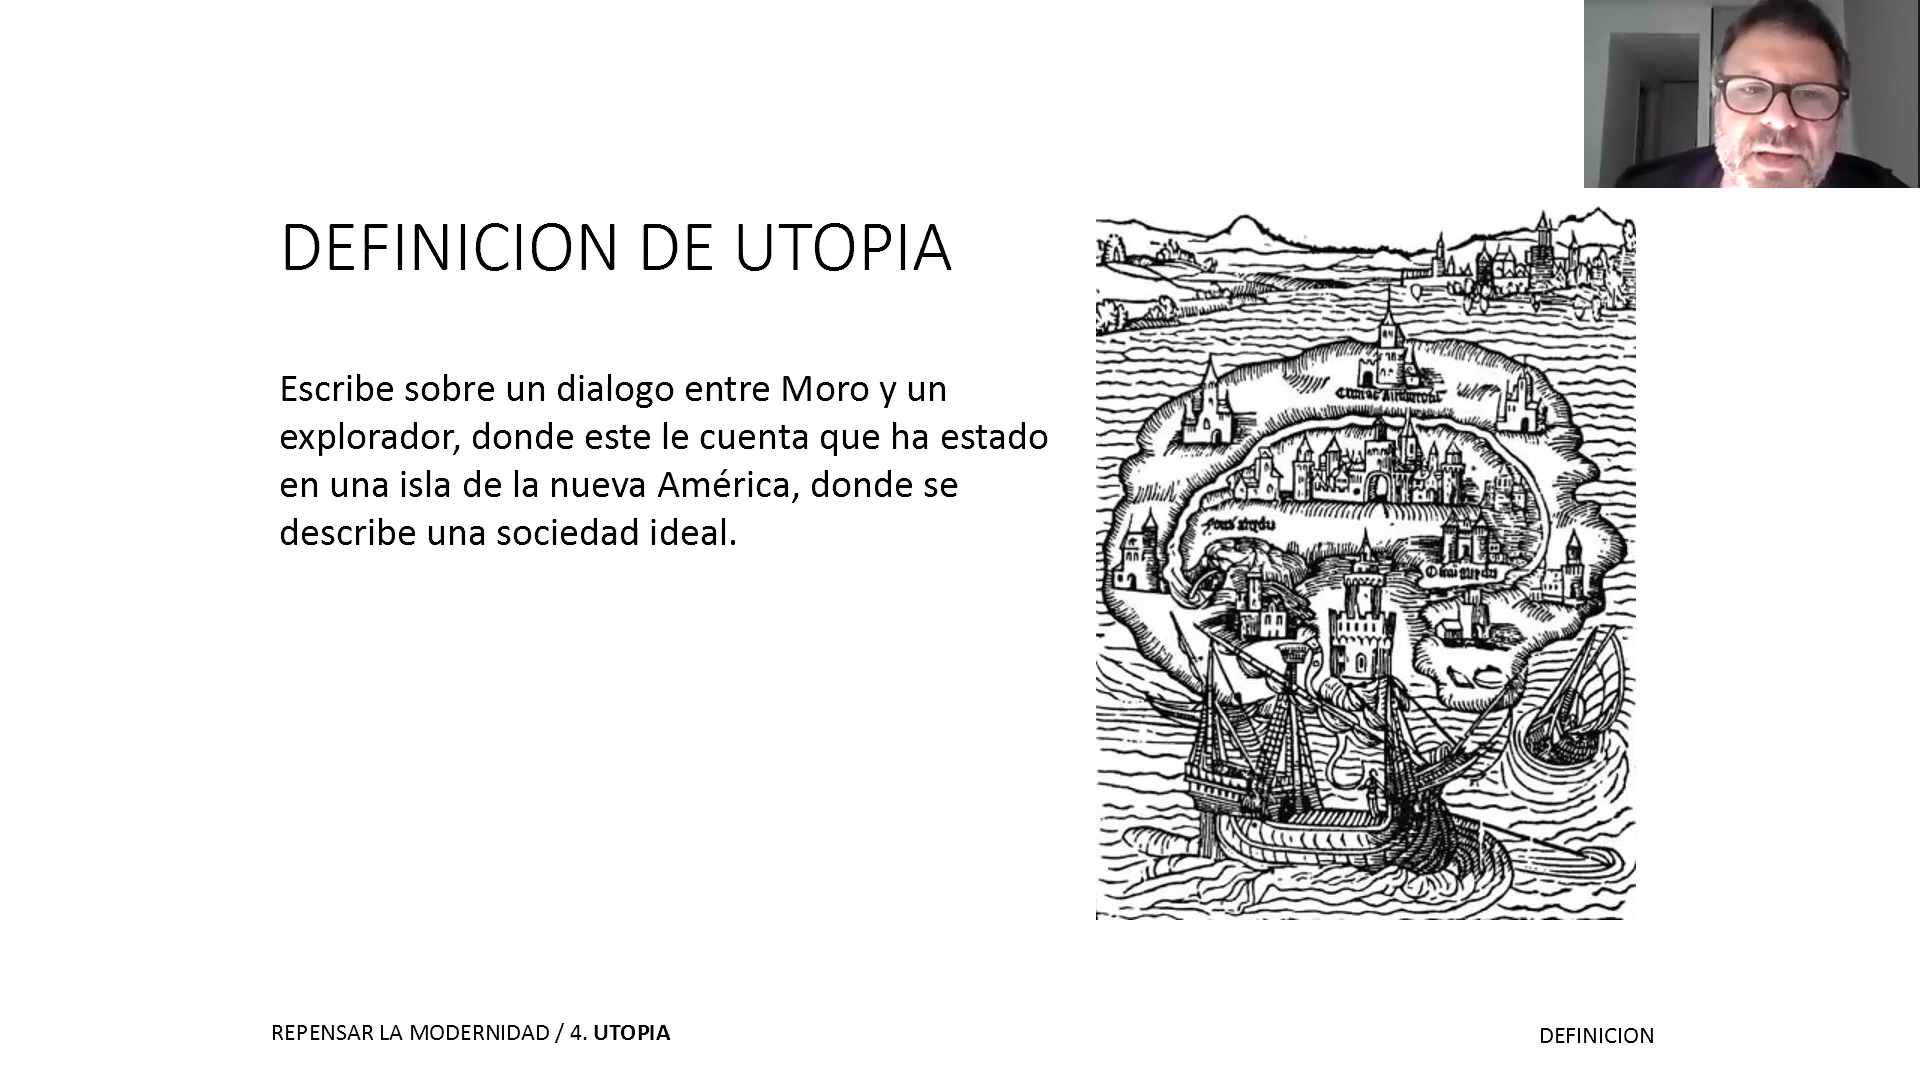 DEFINICION DE UTOPIA
Escribe sobre un dialogo entre Moro y un
explorador, donde este le cuenta que ha estado
en una isla de la nueva América, donde se
describe una sociedad ideal.
REPENSAR LA MODERNIDAD / 4. UTOPIA
DEFINICION